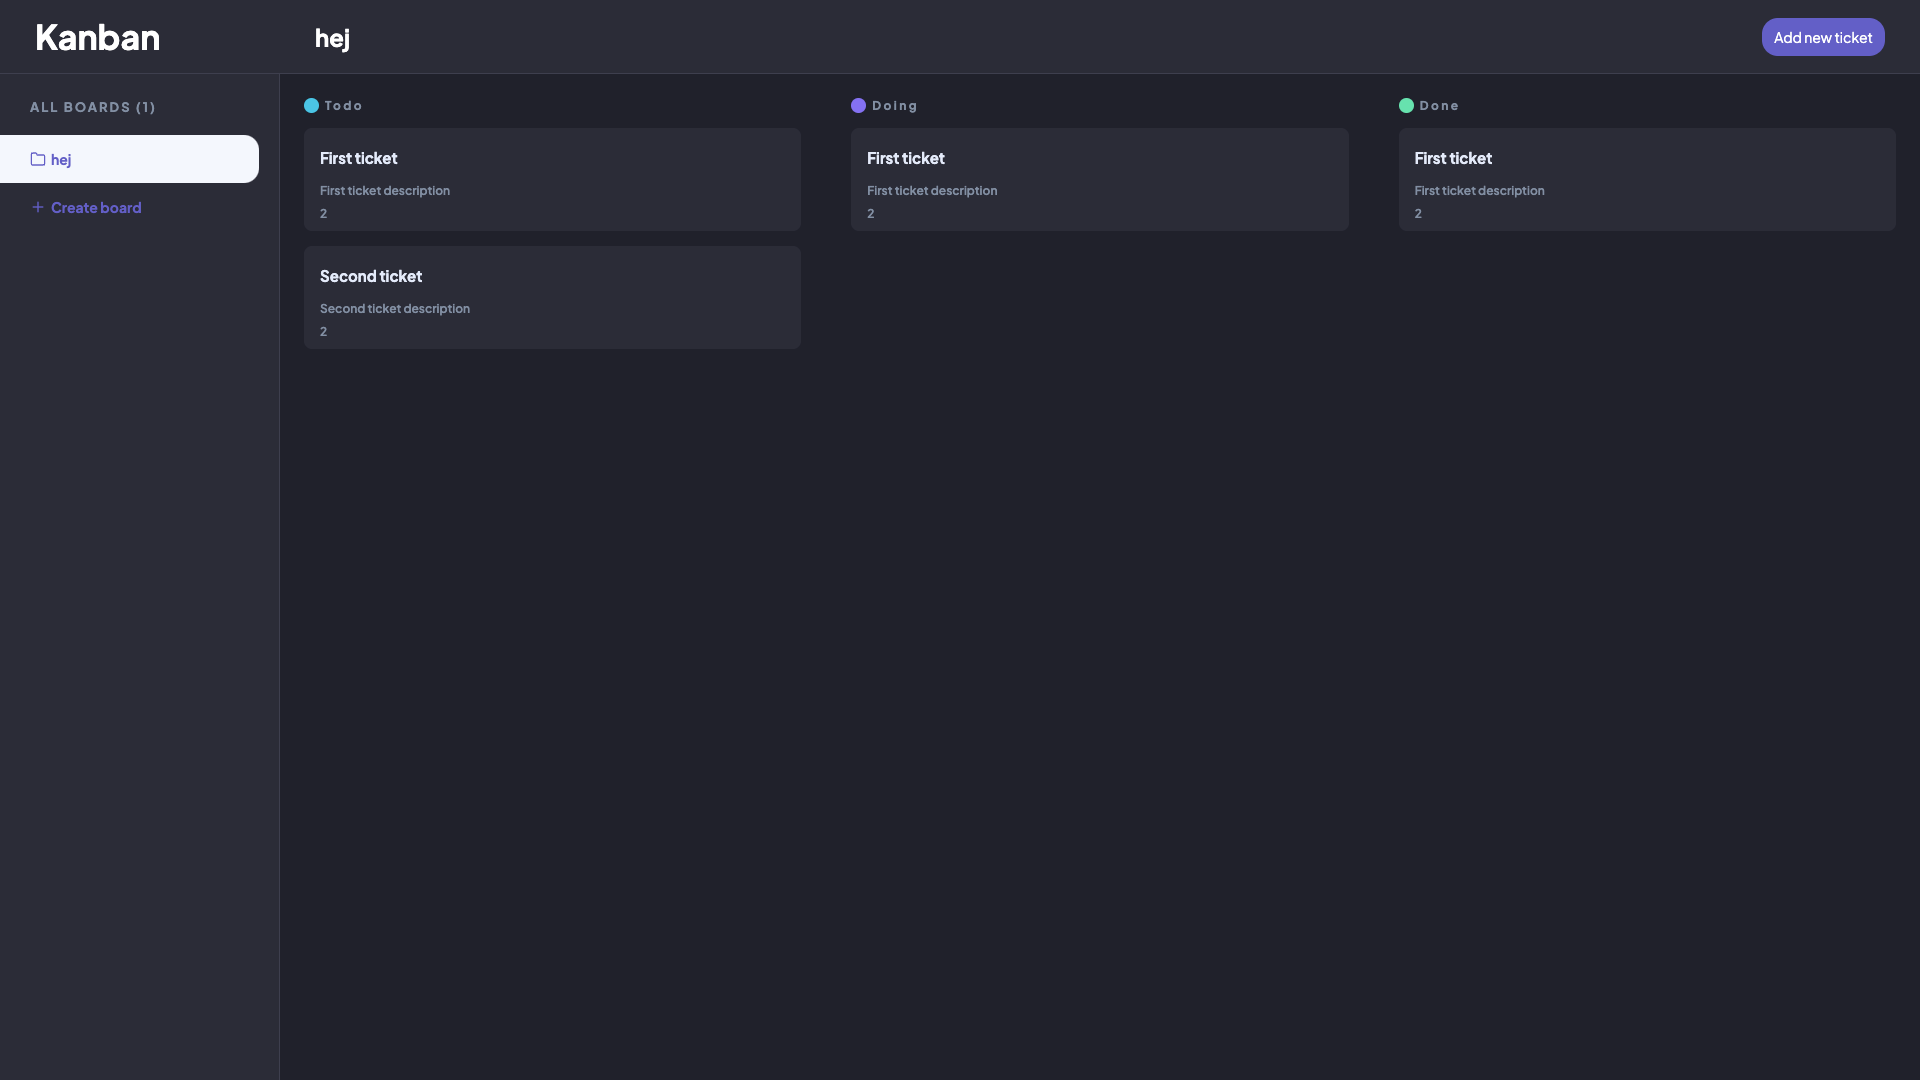 Kanban
hej
Add new ticket
ALL BOARDS (1)
hej
Create board
Todo
First ticket
First ticket description
2
Second ticket
Second ticket description
2
Doing
First ticket
First ticket description
2
Done
First ticket
First ticket description
2